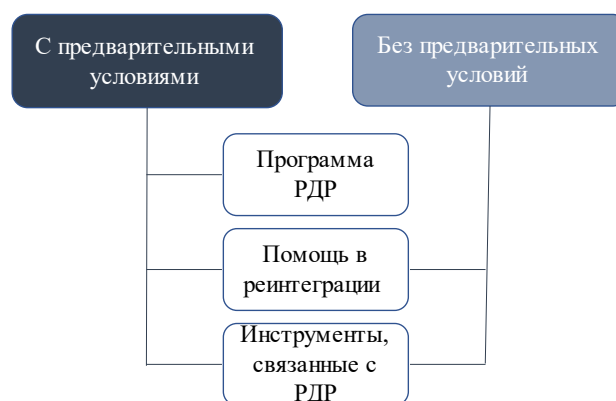 С предварительными
условиями
Без предварительных
условий
Программа
РДР
Помощь в
реинтеграции
Инструменты,
связанные с
РДР